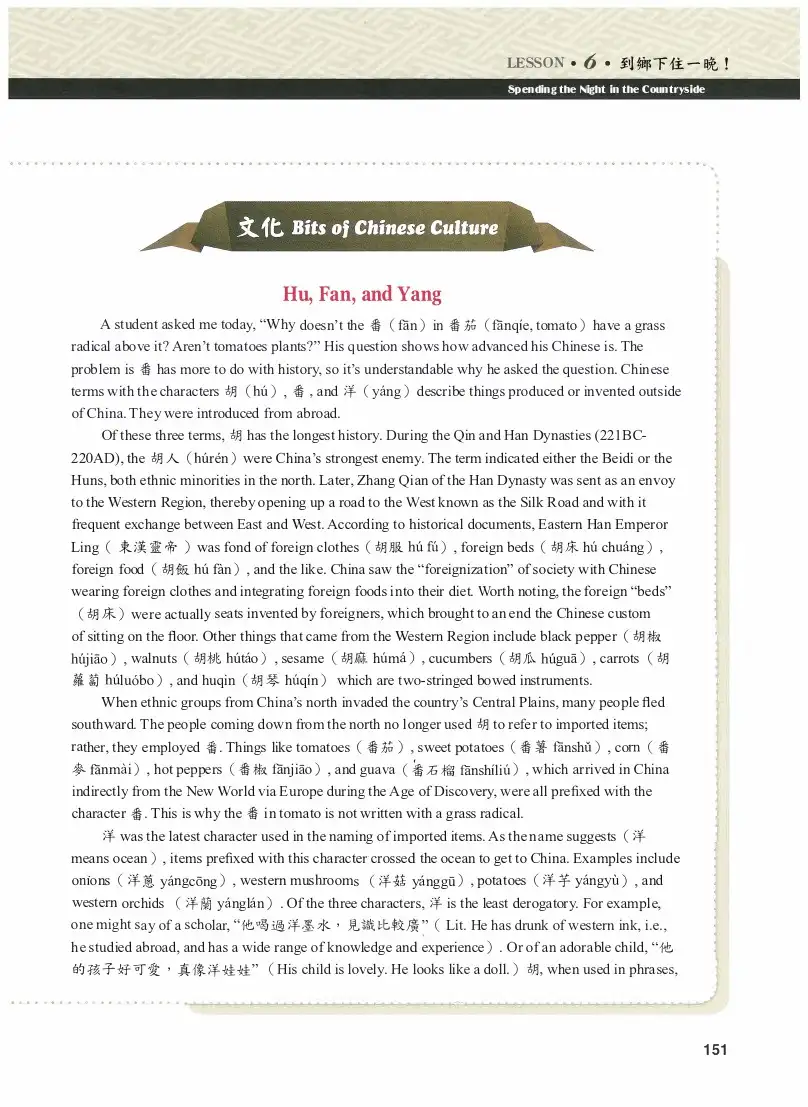 LESSON • 6 • 到鄉下住一晚！
Spending the Night in the Countryside
文化 Bits of Chinese Culture
Hu, Fan, and Yang
A student asked me today, “Why doesn’t the 番（fān）in 番茄（fānqíe, tomato）have a grass
radical above it? Aren’t tomatoes plants?” His question shows how advanced his Chinese is. The
problem is 番 has more to do with history, so it’s understandable why he asked the question. Chinese
terms with the characters 胡（hú）, 番 , and 洋（yáng）describe things produced or invented outside
of China. They were introduced from abroad.
Of these three terms, 胡 has the longest history. During the Qin and Han Dynasties (221BC-
220AD), the 胡人（húrén）were China’s strongest enemy. The term indicated either the Beidi or the
Huns, both ethnic minorities in the north. Later, Zhang Qian of the Han Dynasty was sent as an envoy
to the Western Region, thereby opening up a road to the West known as the Silk Road and with it
frequent exchange between East and West. According to historical documents, Eastern Han Emperor
Ling（ 東漢靈帝 ）was fond of foreign clothes（胡服 hú fú）, foreign beds（胡床 hú chuáng）,
foreign food（胡飯 hú fàn）, and the like. China saw the “foreignization” of society with Chinese
wearing foreign clothes and integrating foreign foods into their diet. Worth noting, the foreign “beds”
（胡床）were actually seats invented by foreigners, which brought to an end the Chinese custom
of sitting on the floor. Other things that came from the Western Region include black pepper（胡椒
hújiāo）, walnuts（胡桃 hútáo）, sesame（胡麻 húmá）, cucumbers（胡瓜 húguā）, carrots（胡
蘿蔔 húluóbo）, and huqin（胡琴 húqín） which are two-stringed bowed instruments.
When ethnic groups from China’s north invaded the country’s Central Plains, many people fled
southward. The people coming down from the north no longer used 胡 to refer to imported items;
rather, they employed 番. Things like tomatoes（番茄）, sweet potatoes（番薯 fānshǔ）, corn（番
麥 fānmài）, hot peppers（番椒 fānjiāo）, and guava（番石榴 fānshíliú）, which arrived in China
indirectly from the New World via Europe during the Age of Discovery, were all prefixed with the
character 番. This is why the 番 in tomato is not written with a grass radical.
洋 was the latest character used in the naming of imported items. As the name suggests（洋
means ocean）, items prefixed with this character crossed the ocean to get to China. Examples include
onions（洋蔥 yángcōng）, western mushrooms （洋菇 yánggū）, potatoes（洋芋 yángyù）, and
western orchids （洋蘭 yánglán）. Of the three characters, 洋 is the least derogatory. For example,
one might say of a scholar, “他喝過洋墨水，見識比較廣”（ Lit. He has drunk of western ink, i.e.,
he studied abroad, and has a wide range of knowledge and experience）. Or of an adorable child, “他
的孩子好可愛，真像洋娃娃” （His child is lovely. He looks like a doll.）胡, when used in phrases,
151